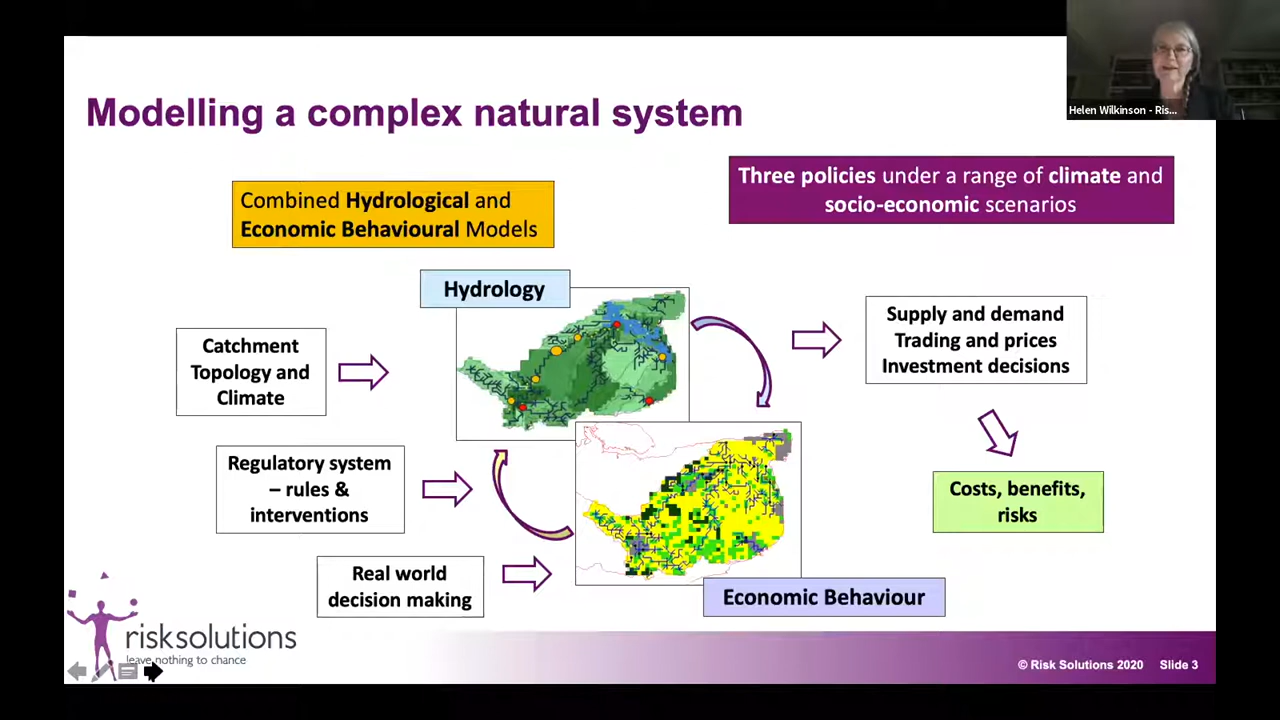 Helen Wilkinson - Ris...
Modelling a complex natural system
Three policies under a range of climate and
socio-economic scenarios
Combined Hydrological and
Economic Behavioural Models
Hydrology
Catchment
Topology and
Climate
Supply and demand
Trading and prices
Investment decisions
Regulatory system
– rules &
interventions
Costs, benefits,
risks
Real world
decision making
Economic Behaviour
risksolutions
leave nothing to chance
© Risk Solutions 2020 Slide 3